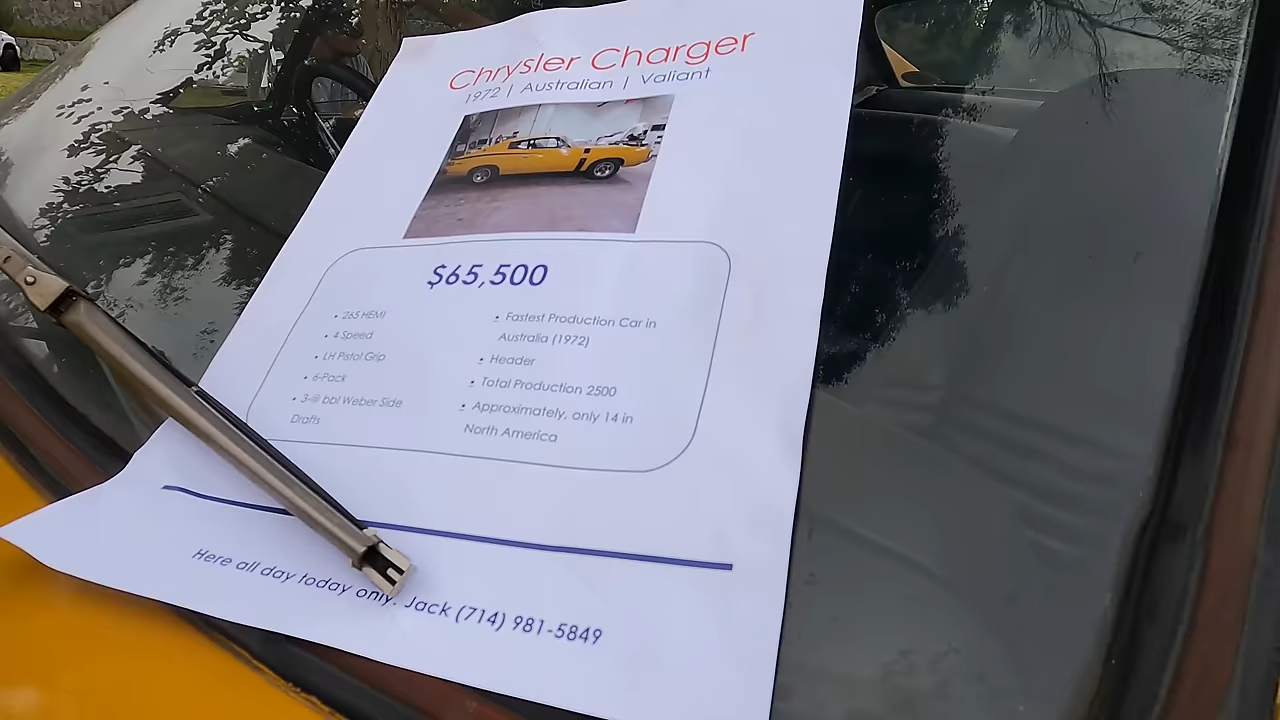 Chrysler Charger
1972 | Australian | Valiant
$65,500
• 265 HEMI
• 4 Speed
• LH Pistol Grip
• 6-Pack
• 3-@ bbl Weber Side
Drafts
• Fastest Production Car in
Australia (1972)
• Header
• Total Production 2500
• Approximately, only 14 in
North America
Here all day today only. Jack (714) 981-5849